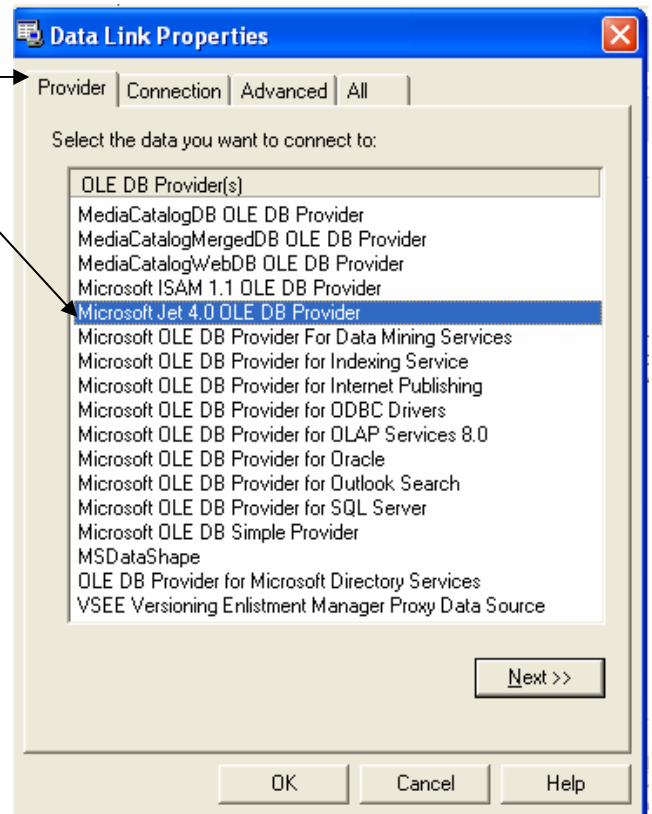 Data Link Properties
Provider Connection Advanced All
Select the data you want to connect to:
OLE DB Provider(s)
MediaCatalogDB OLE DB Provider
MediaCatalogMergedDB OLE DB Provider
MediaCatalogWebDB OLE DB Provider
Microsoft ISAM 1.1 OLE DB Provider
Microsoft Jet 4.0 OLE DB Provider
Microsoft OLE DB Provider For Data Mining Services
Microsoft OLE DB Provider for Indexing Service
Microsoft OLE DB Provider for Internet Publishing
Microsoft OLE DB Provider for ODBC Drivers
Microsoft OLE DB Provider for OLAP Services 8.0
Microsoft OLE DB Provider for Oracle
Microsoft OLE DB Provider for Outlook Search
Microsoft OLE DB Provider for SQL Server
Microsoft OLE DB Simple Provider
MSDataShape
OLE DB Provider for Microsoft Directory Services
VSEE Versioning Enlistment Manager Proxy Data Source
Next >>
OK Cancel Help